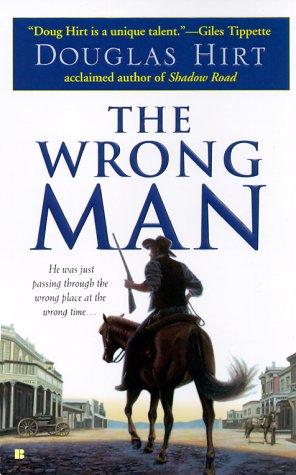 "Doug Hirt is a unique talent."—Giles Tippette
DOUGLAS HIRT
acclaimed author of Shadow Road
THE
WRONG
MAN
He was just
passing through the
wrong place at the
wrong time...
B